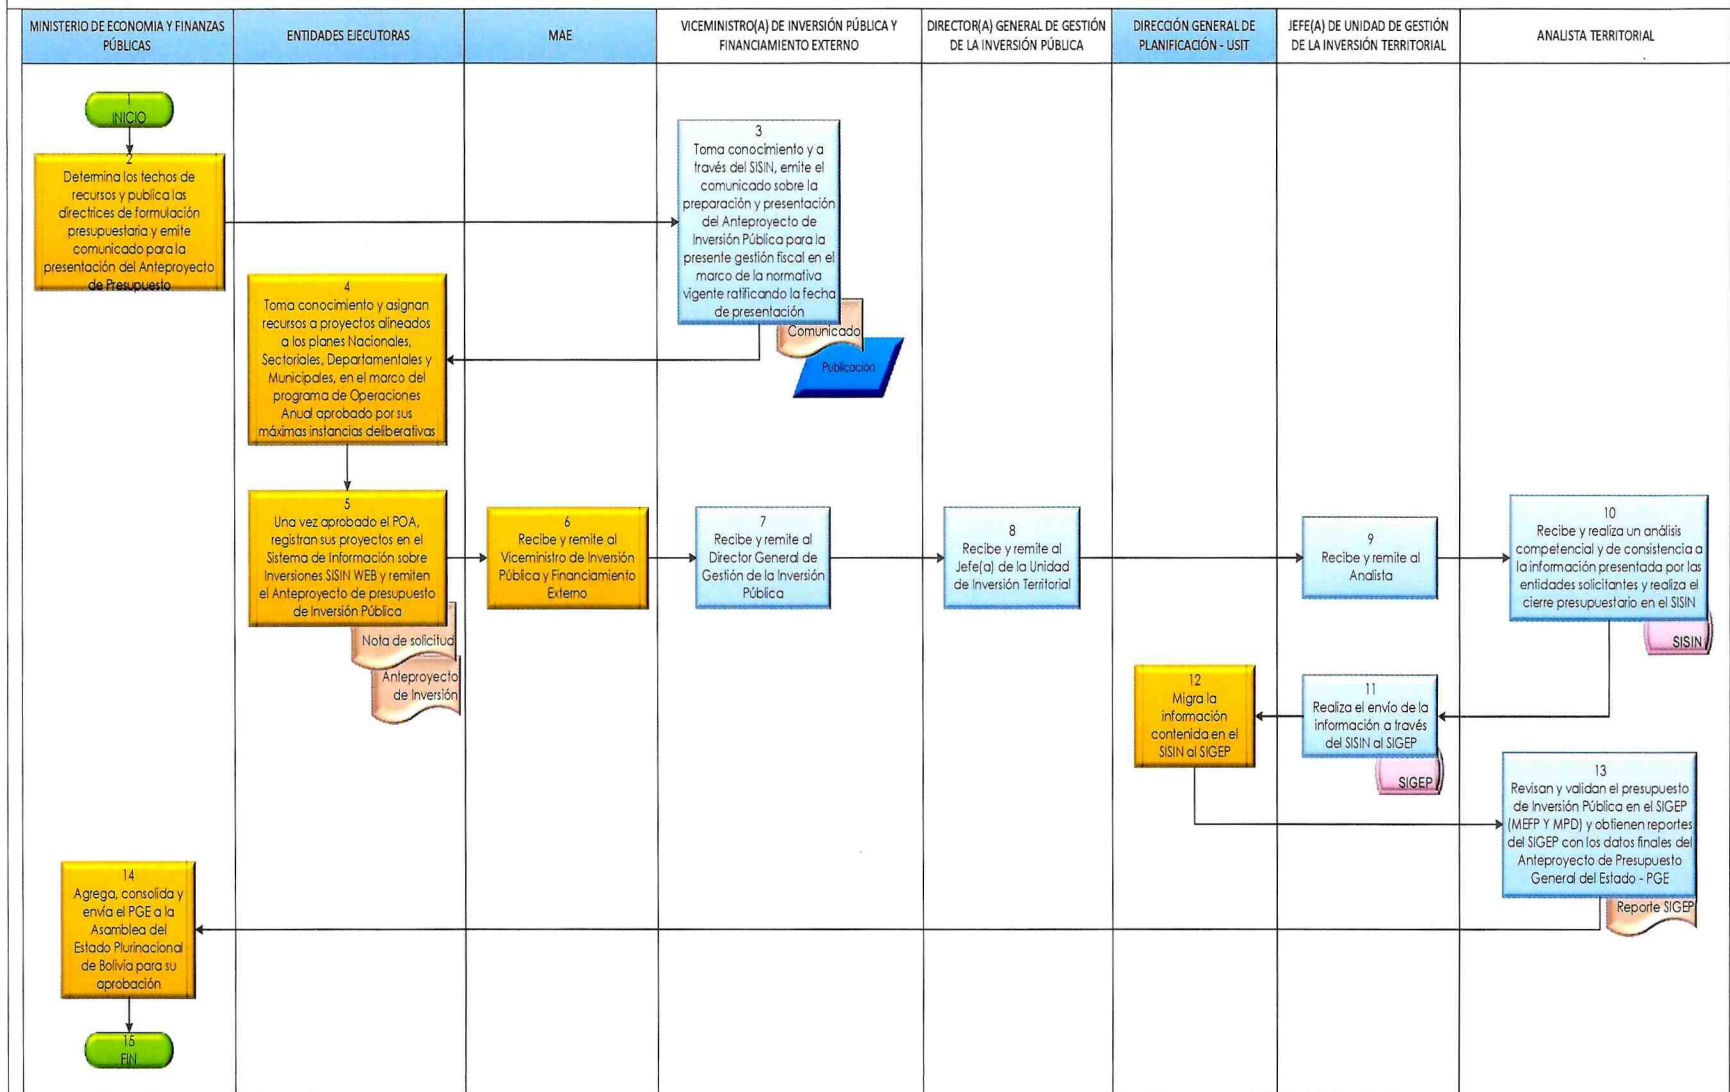 MINISTERIO DE ECONOMIA Y FINANZAS
PÚBLICAS
ENTIDADES EJECUTORAS
MAE
VICEMINISTRO(A) DE INVERSIÓN PÚBLICA Y
FINANCIAMIENTO EXTERNO
DIRECTOR(A) GENERAL DE GESTIÓN
DE LA INVERSIÓN PÚBLICA
DIRECCIÓN GENERAL DE
PLANIFICACIÓN - USIT
JEFE(A) DE UNIDAD DE GESTIÓN
DE LA INVERSIÓN TERRITORIAL
ANALISTA TERRITORIAL
1
INICIO
2
Determina los techos de
recursos y publica las
directrices de formulación
presupuestaria y emite
comunicado para la
presentación del Anteproyecto
de Presupuesto
3
Toma conocimiento y a
través del SISIN, emite el
comunicado sobre la
preparación y presentación
del Anteproyecto de
Inversión Pública para la
presente gestión fiscal en el
marco de la normativa
vigente ratificando la fecha
de presentación
Comunicado
Publicación
4
Toma conocimiento y asignan
recursos a proyectos alineados
a los planes Nacionales,
Sectoriales, Departamentales y
Municipales, en el marco del
programa de Operaciones
Anual aprobado por sus
máximas instancias deliberativas
5
Una vez aprobado el POA,
registran sus proyectos en el
Sistema de Información sobre
Inversiones SISIN WEB y remiten
el Anteproyecto de presupuesto
de Inversión Pública
Nota de solicitud
Anteproyecto
de Inversión
6
Recibe y remite al
Viceministro de Inversión
Pública y Financiamiento
Externo
7
Recibe y remite al
Director General de
Gestión de la Inversión
Pública
8
Recibe y remite al
Jefe(a) de la Unidad
de Inversión Territorial
9
Recibe y remite al
Analista
10
Recibe y realiza un análisis
competencial y de consistencia a
la información presentada por las
entidades solicitantes y realiza el
cierre presupuestario en el SISIN
SISIN
11
Realiza el envío de la
información a través
del SISIN al SIGEP
SIGEP
12
Migra la
información
contenida en el
SISIN al SIGEP
13
Revisan y validan el presupuesto
de Inversión Pública en el SIGEP
(MEFP Y MPD) y obtienen reportes
del SIGEP con los datos finales del
Anteproyecto de Presupuesto
General del Estado - PGE
Reporte SIGEP
14
Agrega, consolida y
envía el PGE a la
Asamblea del
Estado Plurinacional
de Bolivia para su
aprobación
15
FIN